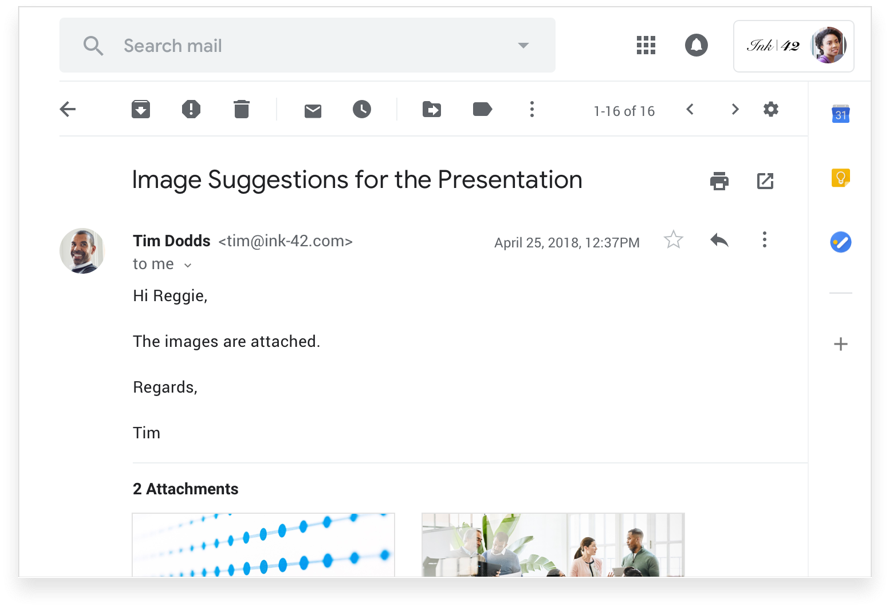 Search mail
Ink 42
1-16 of 16
31
Image Suggestions for the Presentation
Tim Dodds <tim@ink-42.com>
April 25, 2018, 12:37PM
to me
Hi Reggie,
The images are attached.
Regards,
Tim
2 Attachments